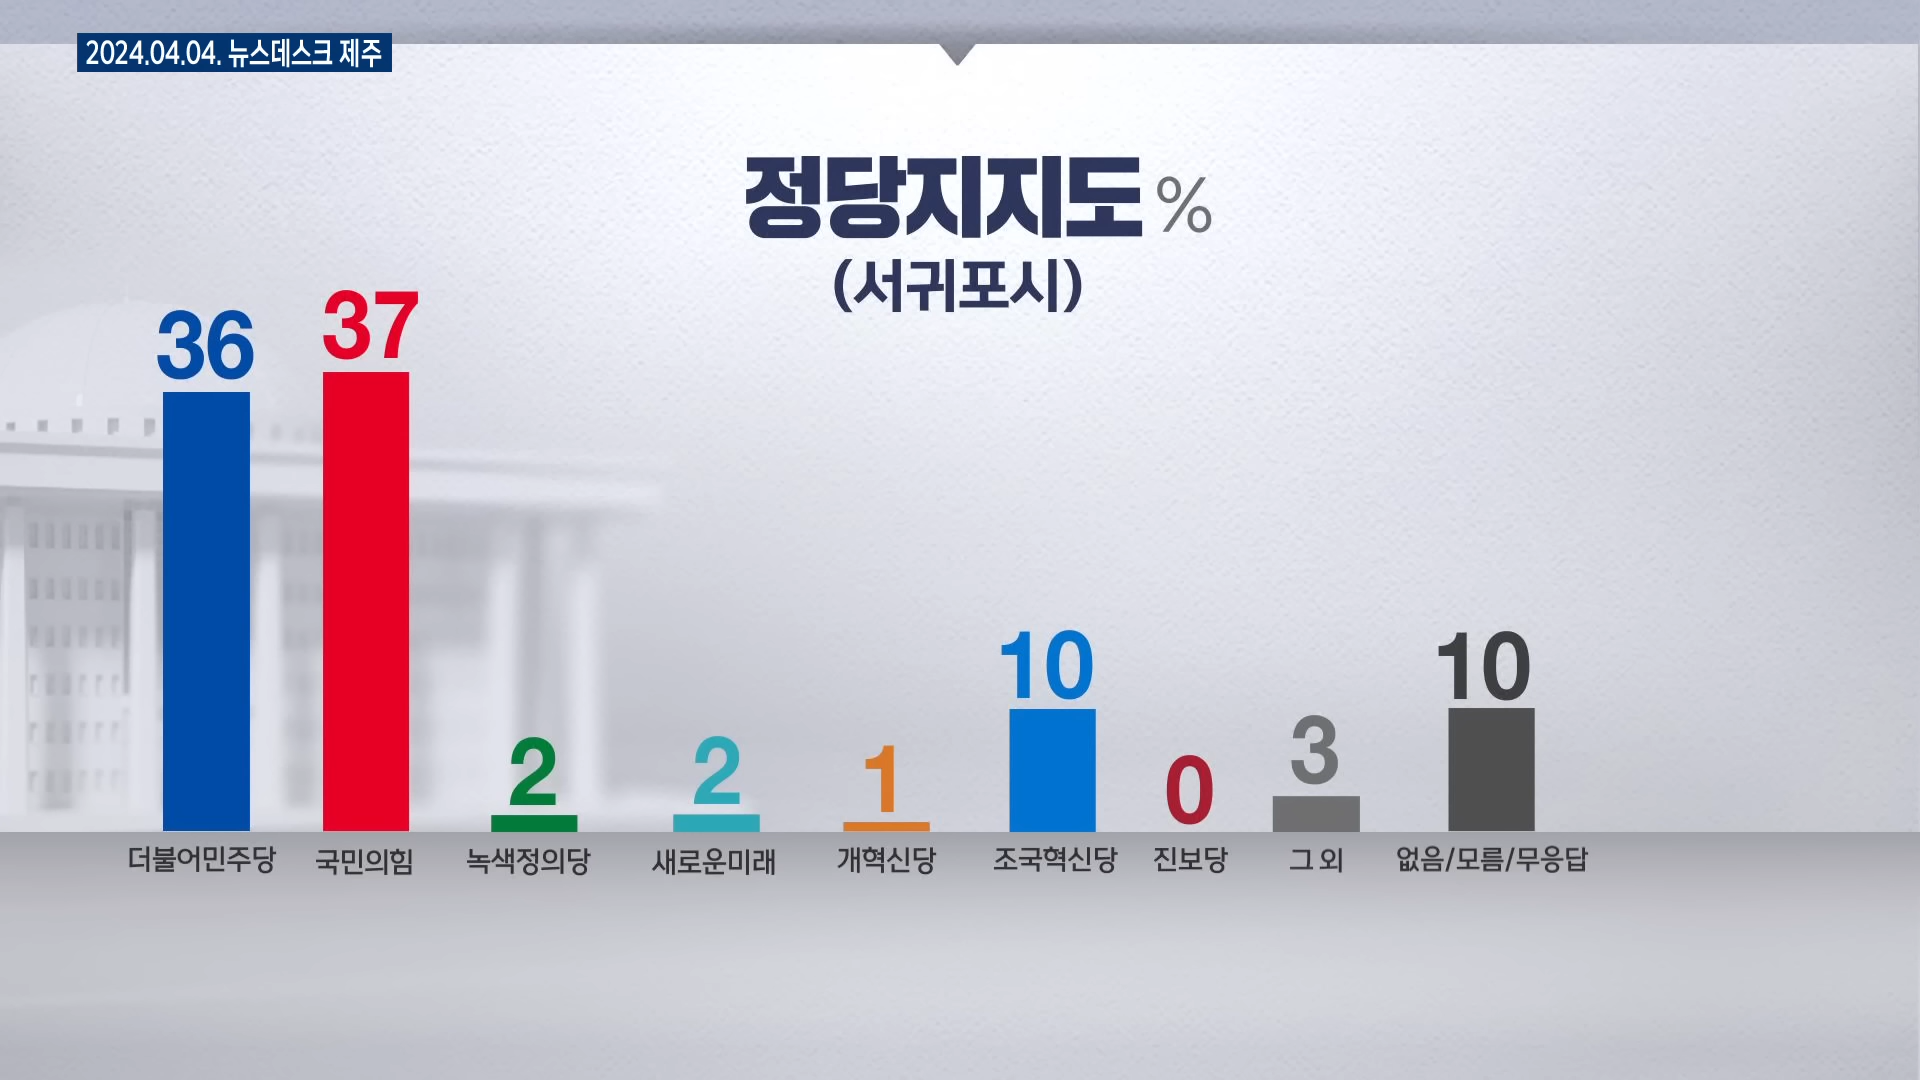 2024.04.04. 뉴스데스크 제주
정당지지도 %
(서귀포시)
36
37
2
2
1
10
0
3
10
더불어민주당
국민의힘
녹색정의당
새로운미래
개혁신당
조국혁신당
진보당
그 외
없음/모름/무응답